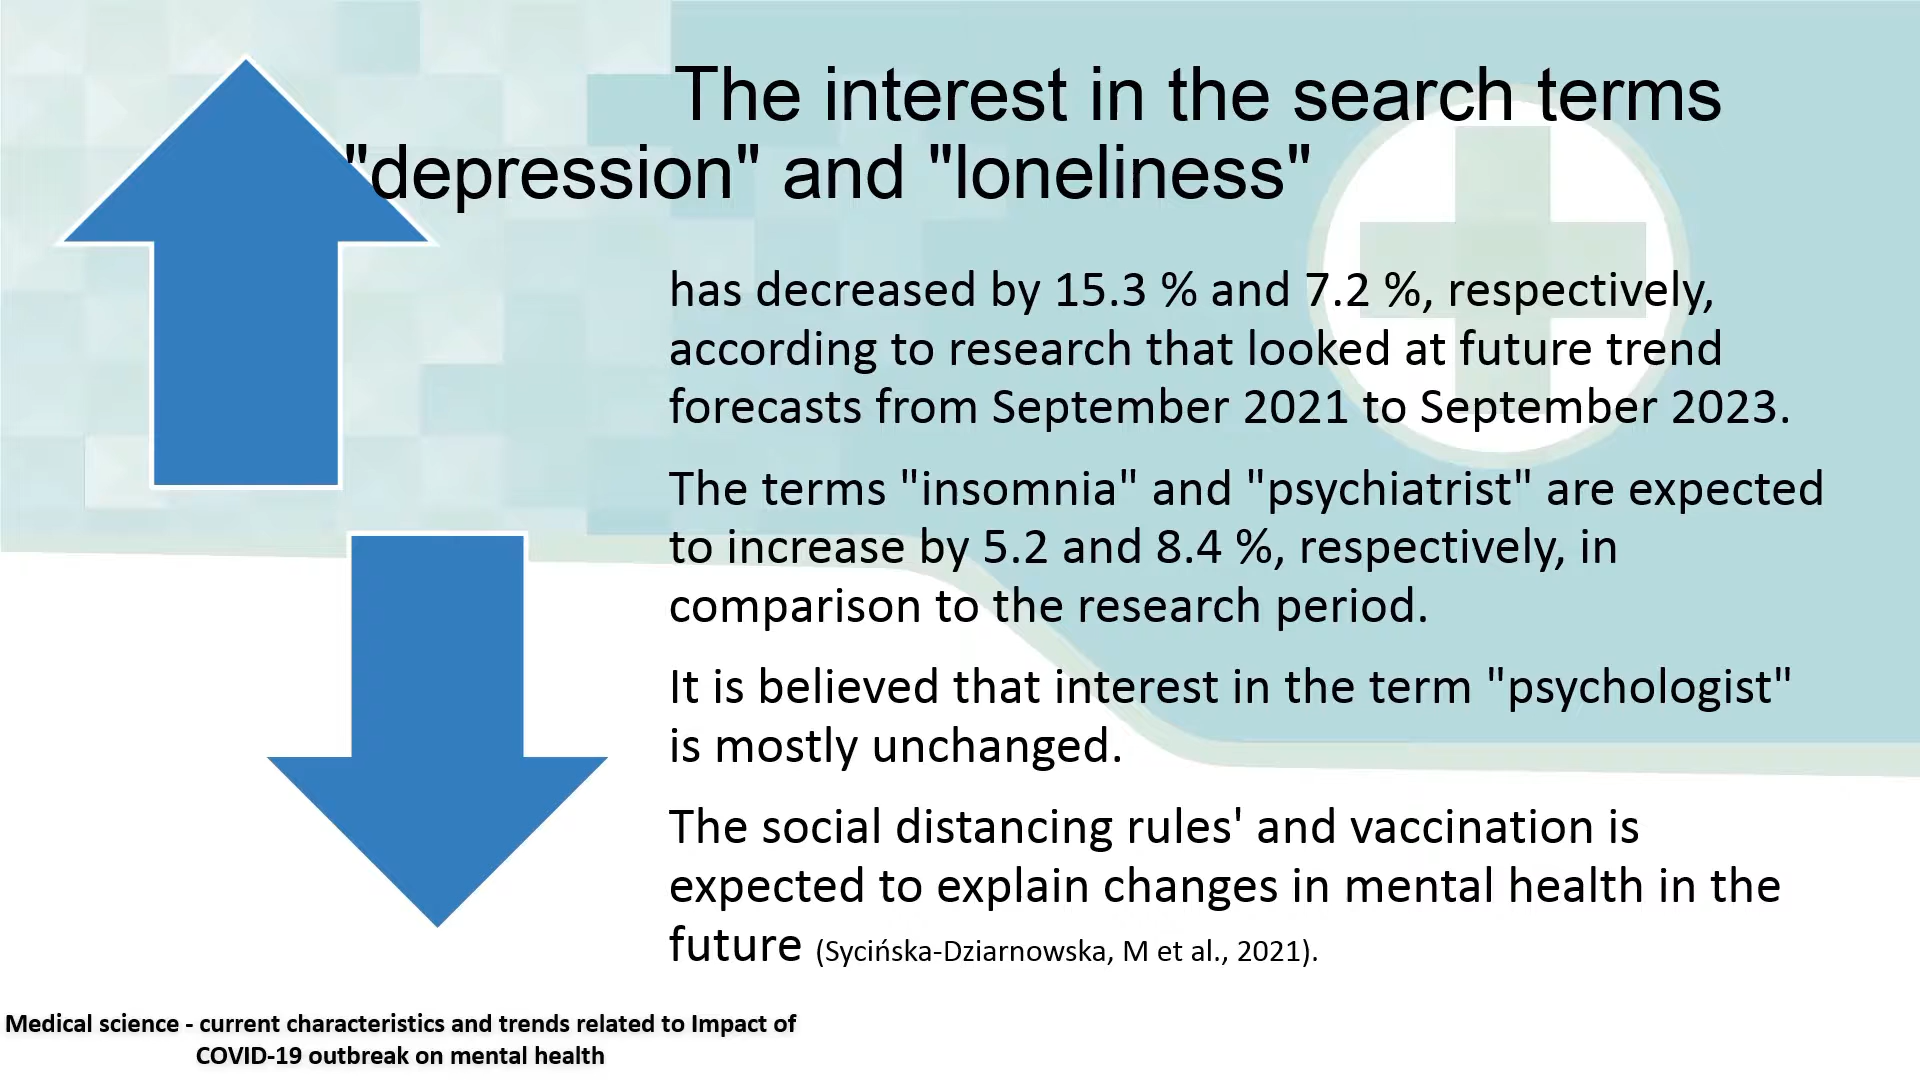 The interest in the search terms
"depression" and "loneliness"
has decreased by 15.3 % and 7.2 %, respectively,
according to research that looked at future trend
forecasts from September 2021 to September 2023.
The terms "insomnia" and "psychiatrist" are expected
to increase by 5.2 and 8.4 %, respectively, in
comparison to the research period.
It is believed that interest in the term "psychologist"
is mostly unchanged.
The social distancing rules' and vaccination is
expected to explain changes in mental health in the
future (Sycińska-Dziarnowska, M et al., 2021).
Medical science - current characteristics and trends related to Impact of
COVID-19 outbreak on mental health